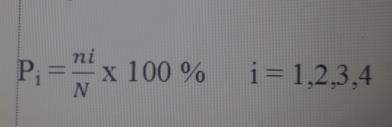 Pᵢ = ni/N x 100 % i = 1,2,3,4